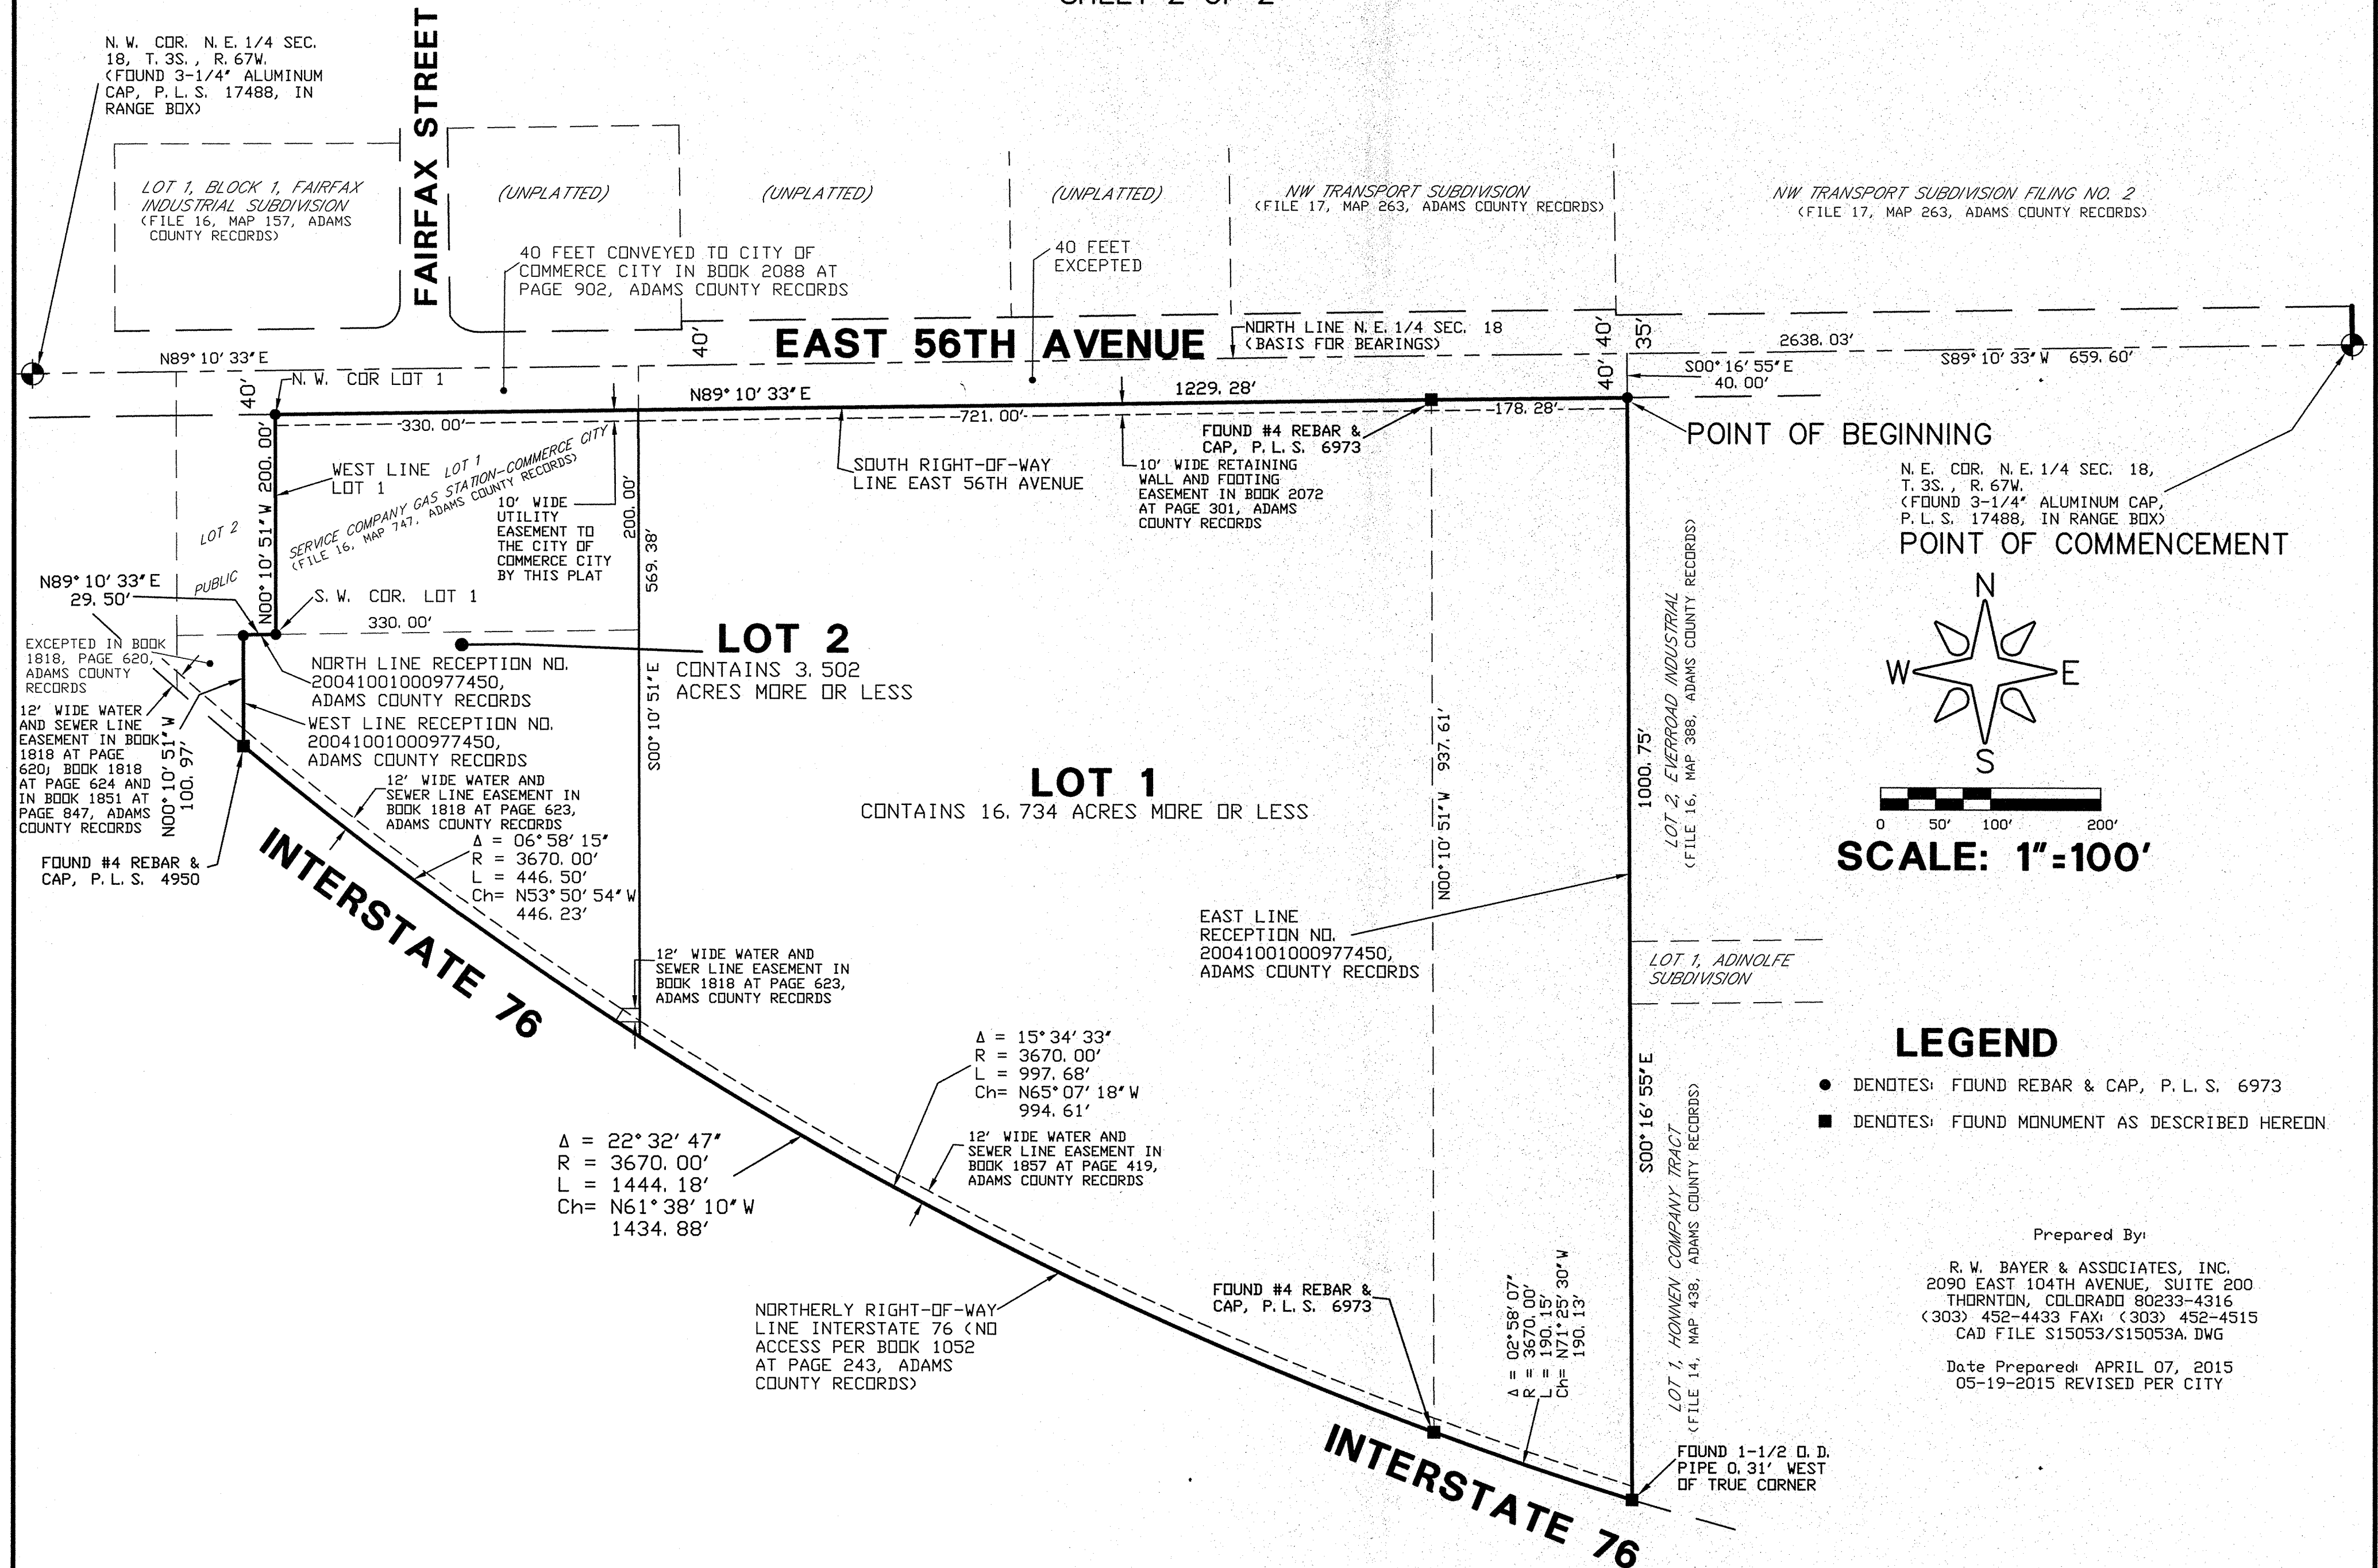 SHEET 2 OF 2
N. W. COR. N. E. 1/4 SEC.
18, T. 3S., R. 67W.
(FOUND 3-1/4" ALUMINUM
CAP, P. L. S. 17488, IN
RANGE BOX)
FAIRFAX STREET
LOT 1, BLOCK 1, FAIRFAX
INDUSTRIAL SUBDIVISION
(FILE 16, MAP 157, ADAMS
COUNTY RECORDS)
(UNPLATTED)
(UNPLATTED)
(UNPLATTED)
NW TRANSPORT SUBDIVISION
(FILE 17, MAP 263, ADAMS COUNTY RECORDS)
NW TRANSPORT SUBDIVISION FILING NO. 2
(FILE 17, MAP 263, ADAMS COUNTY RECORDS)
40 FEET CONVEYED TO CITY OF
COMMERCE CITY IN BOOK 2088 AT
PAGE 902, ADAMS COUNTY RECORDS
40 FEET
EXCEPTED
40'
EAST 56TH AVENUE
NORTH LINE N. E. 1/4 SEC. 18
(BASIS FOR BEARINGS)
40'
35'
2638. 03'
N89° 10' 33" E
S89° 10' 33" W 659. 60'
S00° 16' 55" E
40. 00'
40'
40'
N. W. COR LOT 1
N89° 10' 33" E
1229. 28'
330. 00'
721. 00'
178. 28'
FOUND #4 REBAR &
CAP, P. L. S. 6973
POINT OF BEGINNING
WEST LINE
LOT 1
LOT 1
SERVICE COMPANY GAS STATION-COMMERCE CITY
(FILE 16, MAP 747, ADAMS COUNTY RECORDS)
LOT 2
PUBLIC
N00° 10' 51" W 200. 00'
10' WIDE
UTILITY
EASEMENT TO
THE CITY OF
COMMERCE CITY
BY THIS PLAT
200. 00'
569. 38'
SOUTH RIGHT-OF-WAY
LINE EAST 56TH AVENUE
10' WIDE RETAINING
WALL AND FOOTING
EASEMENT IN BOOK 2072
AT PAGE 301, ADAMS
COUNTY RECORDS
N. E. COR. N. E. 1/4 SEC. 18,
T. 3S., R. 67W.
(FOUND 3-1/4" ALUMINUM CAP,
P. L. S. 17488, IN RANGE BOX)
POINT OF COMMENCEMENT
N89° 10' 33" E
29. 50'
S. W. COR. LOT 1
330. 00'
EXCEPTED IN BOOK
1818, PAGE 620,
ADAMS COUNTY
RECORDS
NORTH LINE RECEPTION NO.
20041001000977450,
ADAMS COUNTY RECORDS
LOT 2
CONTAINS 3. 502
ACRES MORE OR LESS
S00° 10' 51" E
12' WIDE WATER
AND SEWER LINE
EASEMENT IN BOOK
1818 AT PAGE
620; BOOK 1818
AT PAGE 624 AND
IN BOOK 1851 AT
PAGE 847, ADAMS
COUNTY RECORDS
N00° 10' 51" W
100. 97'
WEST LINE RECEPTION NO.
20041001000977450,
ADAMS COUNTY RECORDS
12' WIDE WATER AND
SEWER LINE EASEMENT IN
BOOK 1818 AT PAGE 623,
ADAMS COUNTY RECORDS
Δ = 06° 58' 15"
R = 3670. 00'
L = 446. 50'
Ch= N53° 50' 54" W
446. 23'
FOUND #4 REBAR &
CAP, P. L. S. 4950
INTERSTATE 76
LOT 1
CONTAINS 16. 734 ACRES MORE OR LESS
N00° 10' 51" W 937. 61'
1000. 75'
LOT 2, EVERROAD INDUSTRIAL
(FILE 16, MAP 388, ADAMS COUNTY RECORDS)
N
W
E
S
0 50' 100' 200'
SCALE: 1"=100'
EAST LINE
RECEPTION NO.
20041001000977450,
ADAMS COUNTY RECORDS
LOT 1, ADINOLFE
SUBDIVISION
12' WIDE WATER AND
SEWER LINE EASEMENT IN
BOOK 1818 AT PAGE 623,
ADAMS COUNTY RECORDS
Δ = 15° 34' 33"
R = 3670. 00'
L = 997. 68'
Ch= N65° 07' 18" W
994. 61'
LEGEND
DENOTES: FOUND REBAR & CAP, P. L. S. 6973
DENOTES: FOUND MONUMENT AS DESCRIBED HEREON
Δ = 22° 32' 47"
R = 3670. 00'
L = 1444. 18'
Ch= N61° 38' 10" W
1434. 88'
12' WIDE WATER AND
SEWER LINE EASEMENT IN
BOOK 1857 AT PAGE 419,
ADAMS COUNTY RECORDS
S00° 16' 55" E
LOT 1, HONNEN COMPANY TRACT
(FILE 14, MAP 438, ADAMS COUNTY RECORDS)
NORTHERLY RIGHT-OF-WAY
LINE INTERSTATE 76 (NO
ACCESS PER BOOK 1052
AT PAGE 243, ADAMS
COUNTY RECORDS)
FOUND #4 REBAR &
CAP, P. L. S. 6973
Δ = 02° 58' 07"
R = 3670. 00'
L = 190. 15'
Ch= N71° 25' 30" W
190. 13'
INTERSTATE 76
FOUND 1-1/2 O. D.
PIPE 0. 31' WEST
OF TRUE CORNER
Prepared By:
R. W. BAYER & ASSOCIATES, INC.
2090 EAST 104TH AVENUE, SUITE 200
THORNTON, COLORADO 80233-4316
(303) 452-4433 FAX: (303) 452-4515
CAD FILE S15053/S15053A. DWG
Date Prepared: APRIL 07, 2015
05-19-2015 REVISED PER CITY